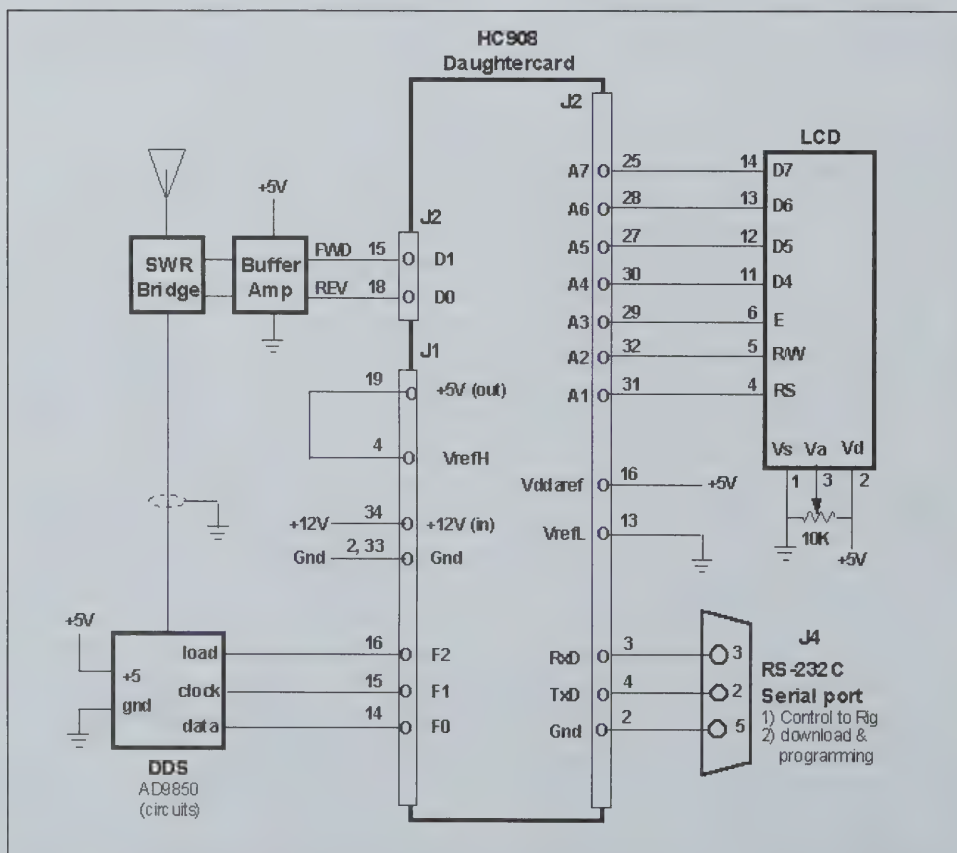 HC908
Daughtercard
J2
LCD
A7 25 14 D7
+5V
J2
A6 28 13 D6
SWR
Bridge
Buffer
Amp
FWD 15 D1
REV 18 D0
A5 27 12 D5
A4 30 11 D4
A3 29 6 E
J1
A2 32 5 R/W
19 +5V (out)
A1 31 4 RS
4 VrefH
Vs Va Vd
1 3 2
Vddaref 16 +5V
10K
+5V
+12V 34 +12V (in)
VrefL 13
Gnd 2, 33 Gnd
+5V
+5
gnd
load 16 F2
clock 15 F1
data 14 F0
DDS
AD9850
(circuits)
RxD 3 3
TxD 4 2
Gnd 2 5
J4
RS-232C
Serial port
1) Control to Rig
2) download &
programming